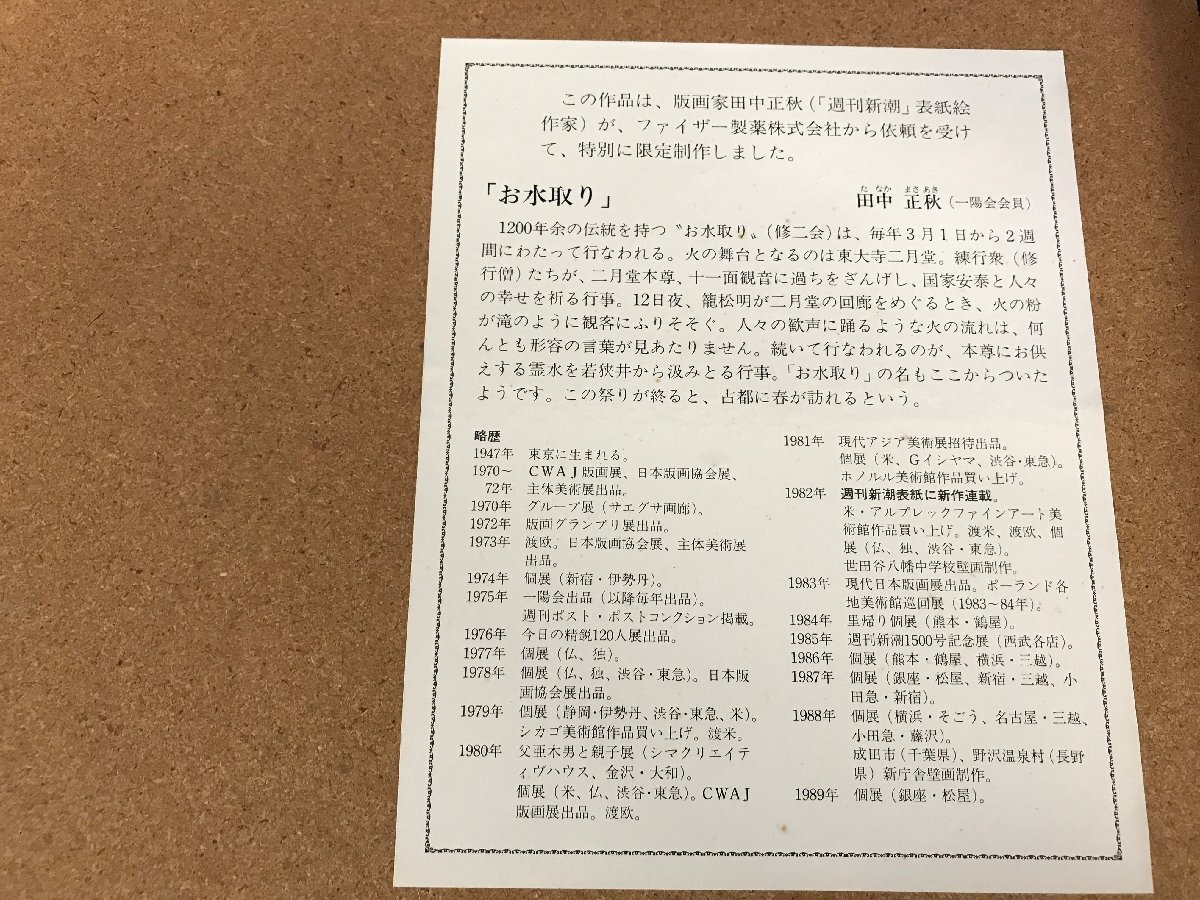 この作品は、版画家田中正秋(「週刊新潮」表紙絵
作家)が、ファイザー製薬株式会社から依頼を受け
て、特別に限定制作しました。
「お水取り」
た なか まさ あき
田中 正秋(一陽会会員)
1200年余の伝統を持つ〝お水取り〟(修二会)は、毎年3月1日から2週
間にわたって行なわれる。火の舞台となるのは東大寺二月堂。練行衆(修
行僧)たちが、二月堂本尊、十一面観音に過ちをざんげし、国家安泰と人々
の幸せを祈る行事。12日夜、籠松明が二月堂の回廊をめぐるとき、火の粉
が滝のように観客にふりそそぐ。人々の歓声に踊るような火の流れは、何
んとも形容の言葉が見あたりません。続いて行なわれるのが、本尊にお供
えする霊水を若狭井から汲みとる行事。「お水取り」の名もここからついた
ようです。この祭りが終ると、古都に春が訪れるという。
略歴
1947年 東京に生まれる。
1970~ CWAJ版画展、日本版画協会展、
72年 主体美術展出品。
1970年 グループ展(サエグサ画廊)。
1972年 版画グランプリ展出品。
1973年 渡欧。日本版画協会展、主体美術展
出品。
1974年 個展(新宿・伊勢丹)。
1975年 一陽会出品(以降毎年出品)。
週刊ポスト・ポストコンクション掲載。
1976年 今日の精鋭120人展出品。
1977年 個展(仏、独)。
1978年 個展(仏、独、渋谷・東急)。日本版
画協会展出品。
1979年 個展(静岡・伊勢丹、渋谷・東急、米)。
シカゴ美術館作品買い上げ。渡米。
1980年 父亜木男と親子展(シマクリエイテ
ィヴハウス、金沢・大和)。
個展(米、仏、渋谷・東急)。CWAJ
版画展出品。渡欧。
1981年 現代アジア美術展招待出品。
個展(米、Gイシヤマ、渋谷・東急)。
ホノルル美術館作品買い上げ。
1982年 週刊新潮表紙に新作連載。
米・アルブレックファインアート美
術館作品買い上げ。渡米、渡欧、個
展(仏、独、渋谷・東急)。
世田谷八幡中学校壁画制作。
1983年 現代日本版画展出品。ポーランド各
地美術館巡回展(1983~84年)。
1984年 里帰り個展(熊本・鶴屋)。
1985年 週刊新潮1500号記念展(西武各店)。
1986年 個展(熊本・鶴屋、横浜・三越)。
1987年 個展(銀座・松屋、新宿・三越、小
田急・新宿)。
1988年 個展(横浜・そごう、名古屋・三越、
小田急・藤沢)。
成田市(千葉県)、野沢温泉村(長野
県)新庁舎壁画制作。
1989年 個展(銀座・松屋)。